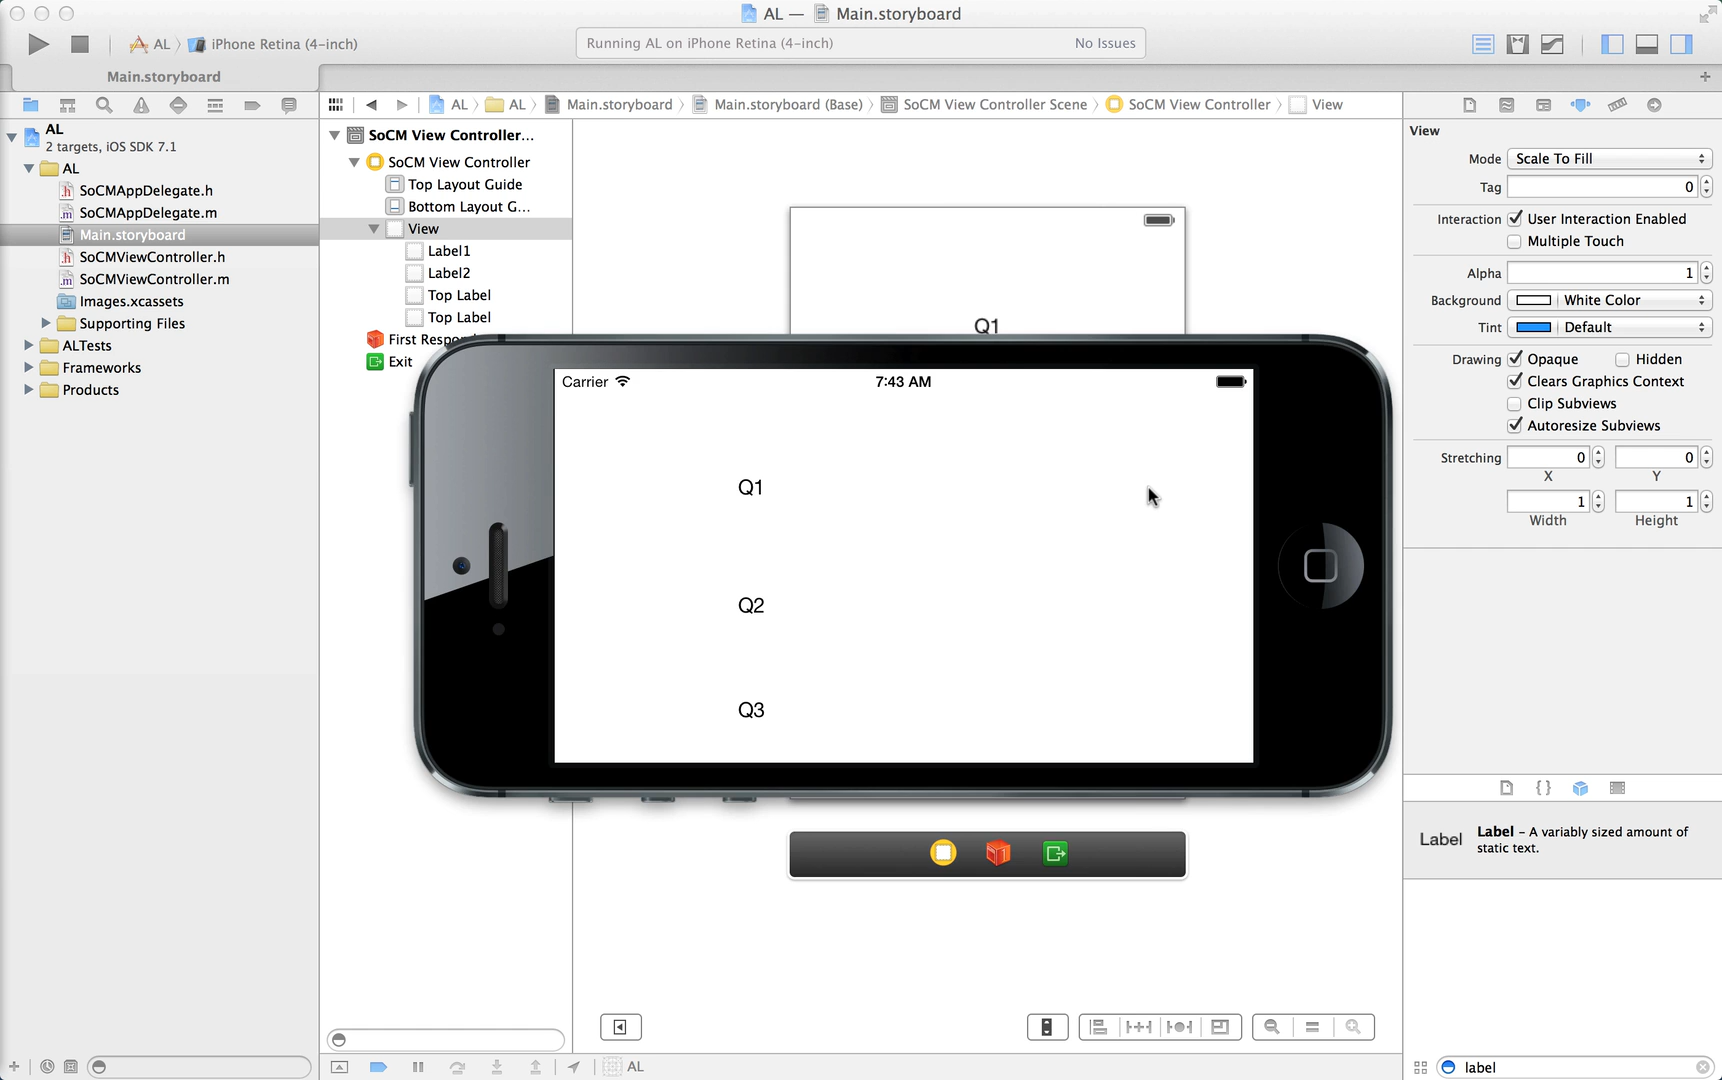 AL — Main.storyboard
AL
iPhone Retina (4-inch)
Running AL on iPhone Retina (4-inch)
No Issues
Main.storyboard
AL
AL
Main.storyboard
Main.storyboard (Base)
SoCM View Controller Scene
SoCM View Controller
View
AL
2 targets, iOS SDK 7.1
AL
SoCMAppDelegate.h
SoCMAppDelegate.m
Main.storyboard
SoCMViewController.h
SoCMViewController.m
Images.xcassets
Supporting Files
ALTests
Frameworks
Products
SoCM View Controller...
SoCM View Controller
Top Layout Guide
Bottom Layout G...
View
Label1
Label2
Top Label
Top Label
First Respo
Exit
Q1
Carrier
7:43 AM
Q1
Q2
Q3
View
Mode
Scale To Fill
Tag
0
Interaction
User Interaction Enabled
Multiple Touch
Alpha
1
Background
White Color
Tint
Default
Drawing
Opaque
Hidden
Clears Graphics Context
Clip Subviews
Autoresize Subviews
Stretching
0
0
X
Y
1
1
Width
Height
Label
Label – A variably sized amount of
static text.
AL
label